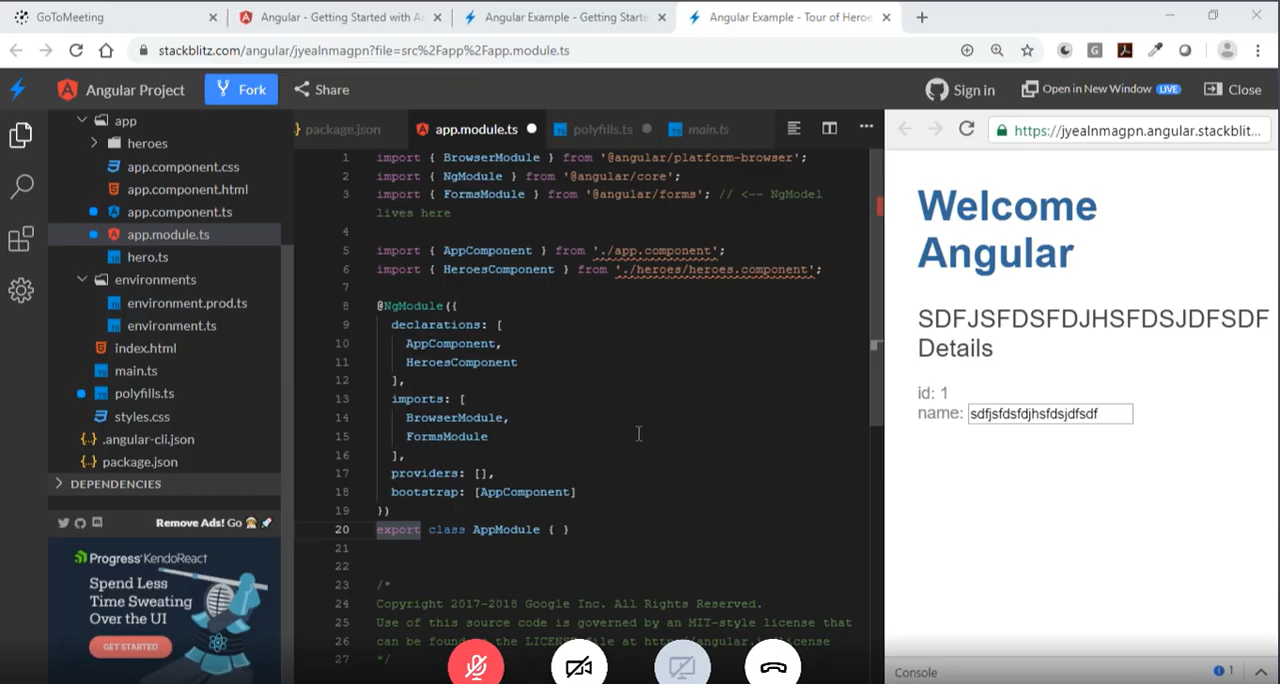 GoToMeeting
Angular - Getting Started with A
Angular Example - Getting Starte
Angular Example - Tour of Heroe
stackblitz.com/angular/jyealnmagpn?file=src%2Fapp%2Fapp.module.ts
Angular Project
Fork
Share
Sign in
Open in New Window LIVE
Close
app
heroes
app.component.css
app.component.html
app.component.ts
app.module.ts
hero.ts
environments
environment.prod.ts
environment.ts
index.html
main.ts
polyfills.ts
styles.css
.angular-cli.json
package.json
DEPENDENCIES
Remove Ads! Go
Progress KendoReact
Spend Less
Time Sweating
Over the UI
GET STARTED
package.json
app.module.ts
polyfills.ts
main.ts
1 import { BrowserModule } from '@angular/platform-browser';
2 import { NgModule } from '@angular/core';
3 import { FormsModule } from '@angular/forms'; // <-- NgModel
lives here
4
5 import { AppComponent } from './app.component';
6 import { HeroesComponent } from './heroes/heroes.component';
7
8 @NgModule({
9 declarations: [
10 AppComponent,
11 HeroesComponent
12 ],
13 imports: [
14 BrowserModule,
15 FormsModule
16 ],
17 providers: [],
18 bootstrap: [AppComponent]
19 })
20 export class AppModule { }
21
22
23 /*
24 Copyright 2017-2018 Google Inc. All Rights Reserved.
25 Use of this source code is governed by an MIT-style license that
26 can be found in the LICENSE file at http://angular.io/license
27 */
https://jyealnmagpn.angular.stackblit...
Welcome
Angular
SDFJSFDSFDJHSFDSJDFSDF
Details
id: 1
name: sdfjsfdsfdjhsfdsjdfsdf
Console
1